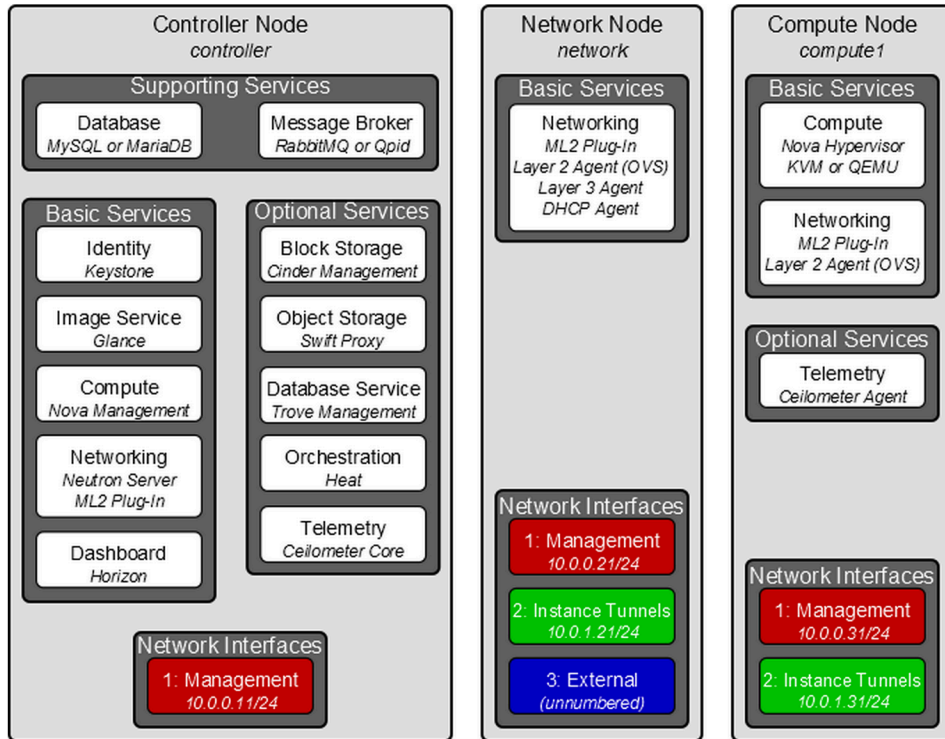 Controller Node
controller
Supporting Services
Database
MySQL or MariaDB
Message Broker
RabbitMQ or Qpid
Basic Services
Identity
Keystone
Image Service
Glance
Compute
Nova Management
Networking
Neutron Server
ML2 Plug-In
Dashboard
Horizon
Optional Services
Block Storage
Cinder Management
Object Storage
Swift Proxy
Database Service
Trove Management
Orchestration
Heat
Telemetry
Ceilometer Core
Network Interfaces
1: Management
10.0.0.11/24
Network Node
network
Basic Services
Networking
ML2 Plug-In
Layer 2 Agent (OVS)
Layer 3 Agent
DHCP Agent
Network Interfaces
1: Management
10.0.0.21/24
2: Instance Tunnels
10.0.1.21/24
3: External
(unnumbered)
Compute Node
compute1
Basic Services
Compute
Nova Hypervisor
KVM or QEMU
Networking
ML2 Plug-In
Layer 2 Agent (OVS)
Optional Services
Telemetry
Ceilometer Agent
Network Interfaces
1: Management
10.0.0.31/24
2: Instance Tunnels
10.0.1.31/24